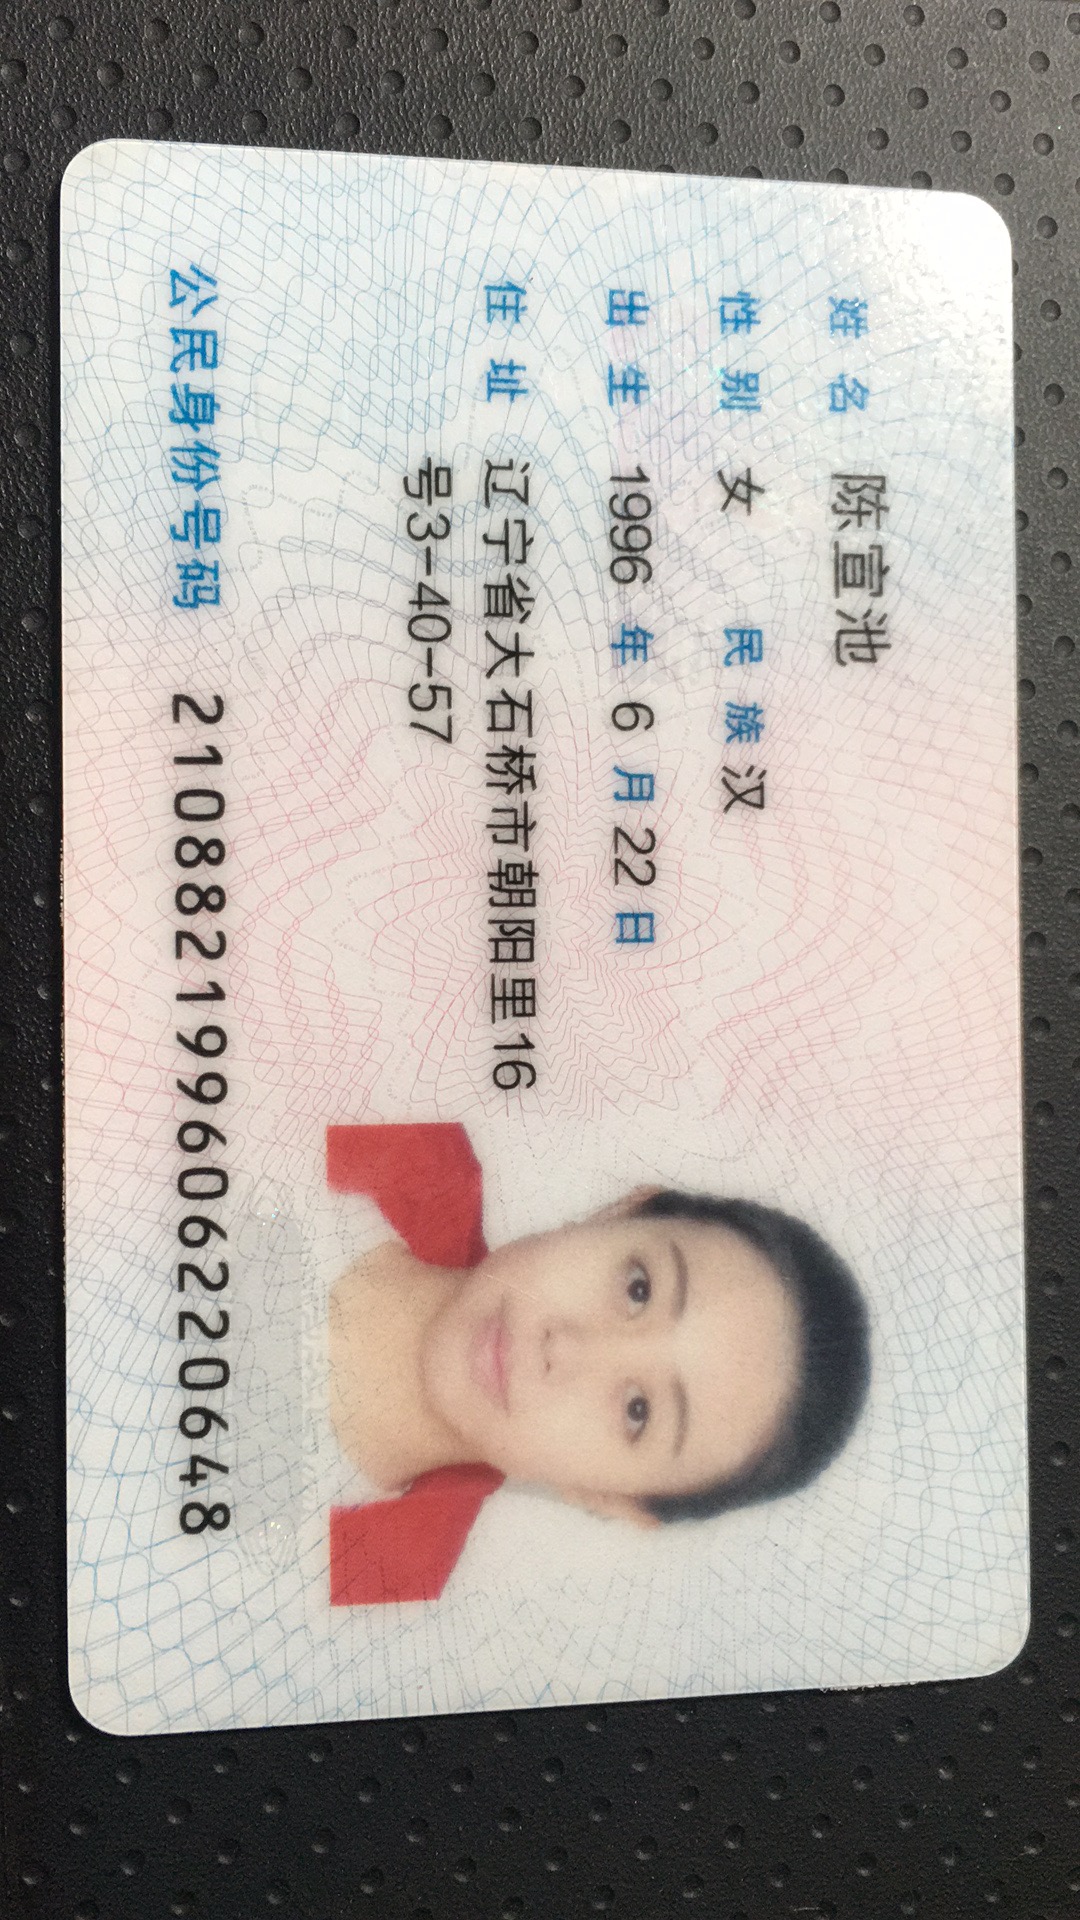 姓名 陈宣池
性别 女 民族 汉
出生 1996 年 6 月 22 日
住址 辽宁省大石桥市朝阳里16
号3-40-57
公民身份号码 210882199606220648